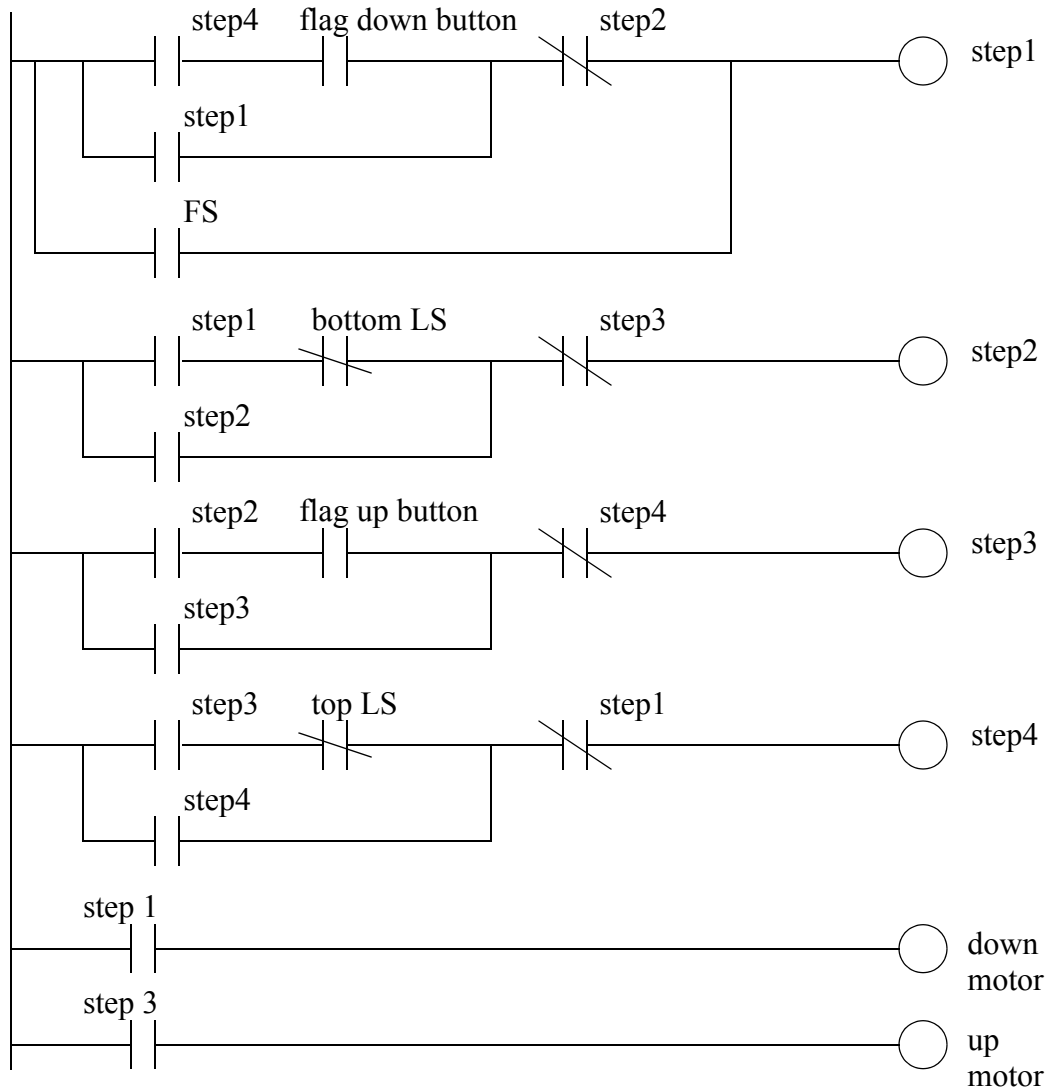 step4 flag down button step2
step1
step1
FS
step1 bottom LS step3
step2
step2
step2 flag up button step4
step3
step3
step3 top LS step1
step4
step4
step 1
down
motor
step 3
up
motor